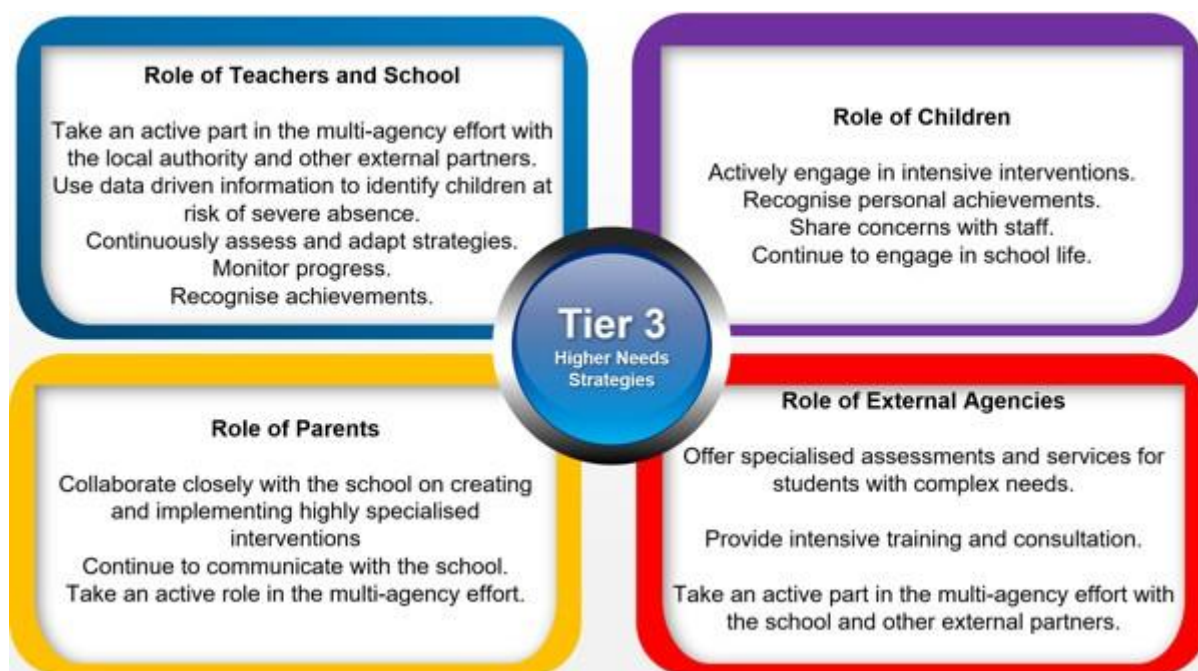 Role of Teachers and School
Take an active part in the multi-agency effort with
the local authority and other external partners.
Use data driven information to identify children at
risk of severe absence.
Continuously assess and adapt strategies.
Monitor progress.
Recognise achievements.
Role of Children
Actively engage in intensive interventions.
Recognise personal achievements.
Share concerns with staff.
Continue to engage in school life.
Tier 3
Higher Needs
Strategies
Role of Parents
Collaborate closely with the school on creating
and implementing highly specialised
interventions
Continue to communicate with the school.
Take an active role in the multi-agency effort.
Role of External Agencies
Offer specialised assessments and services for
students with complex needs.
Provide intensive training and consultation.
Take an active part in the multi-agency effort with
the school and other external partners.